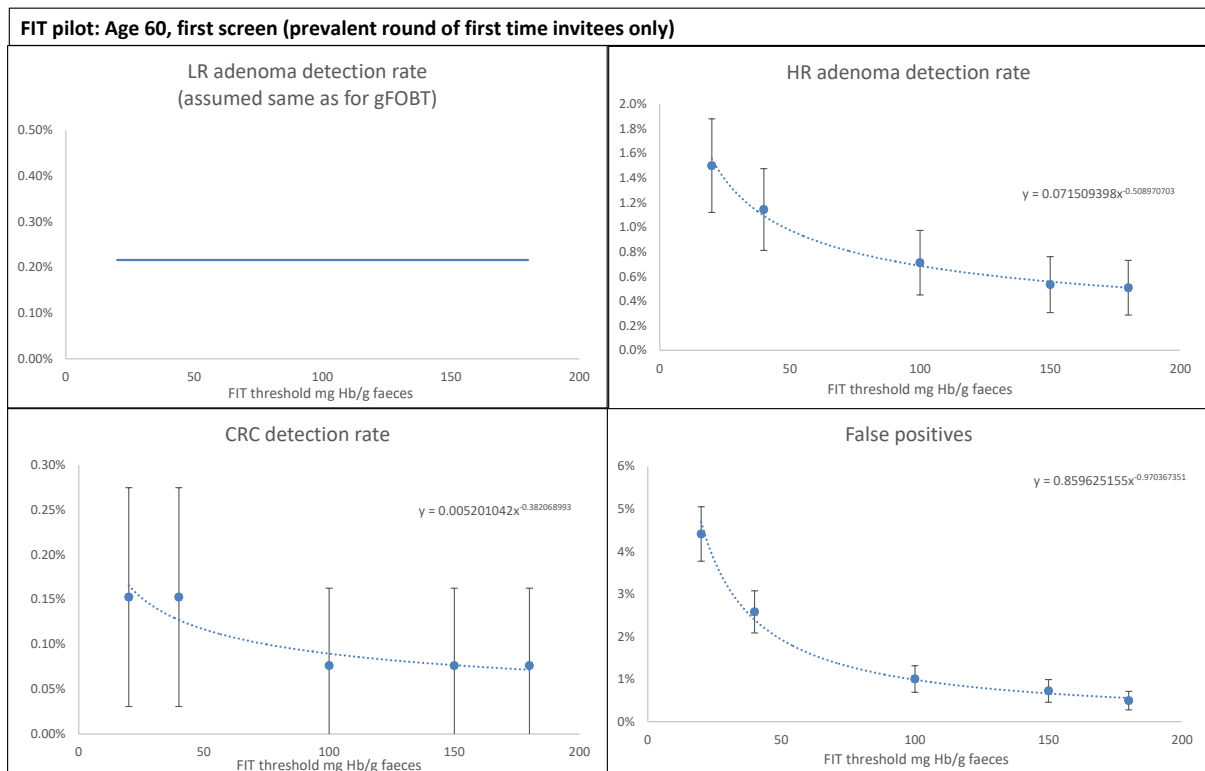 FIT pilot: Age 60, first screen (prevalent round of first time invitees only)
LR adenoma detection rate
(assumed same as for gFOBT)
0.50%
0.40%
0.30%
0.20%
0.10%
0.00%
0 50 100 150 200
FIT threshold mg Hb/g faeces
HR adenoma detection rate
2.0%
1.8%
1.6%
1.4%
1.2%
1.0%
0.8%
0.6%
0.4%
0.2%
0.0%
y = 0.071509398x^-0.508970703
0 50 100 150 200
FIT threshold mg Hb/g faeces
CRC detection rate
0.30%
0.25%
0.20%
0.15%
0.10%
0.05%
0.00%
y = 0.005201042x^-0.382068993
0 50 100 150 200
FIT threshold mg Hb/g faeces
False positives
6%
5%
4%
3%
2%
1%
0%
y = 0.859625155x^-0.970367351
0 50 100 150 200
FIT threshold mg Hb/g faeces